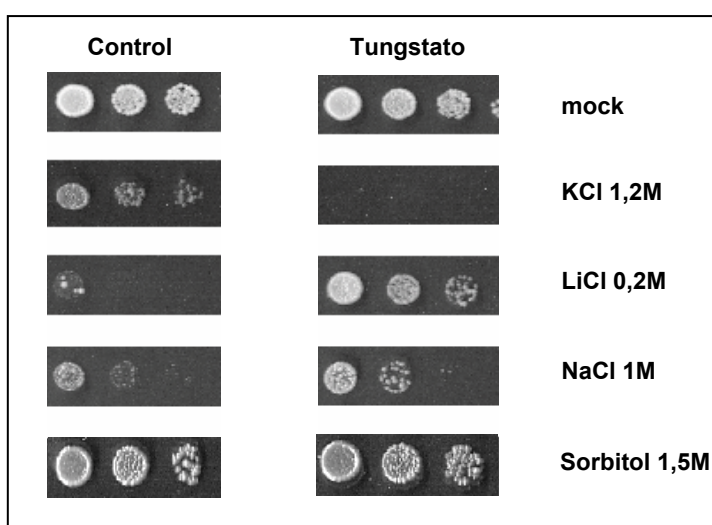 Control Tungstato
mock
KCl 1,2M
LiCl 0,2M
NaCl 1M
Sorbitol 1,5M